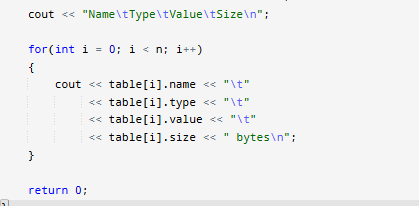 cout << "Name\tType\tValue\tSize\n";
for(int i = 0; i < n; i++)
{
cout << table[i].name << "\t"
<< table[i].type << "\t"
<< table[i].value << "\t"
<< table[i].size << " bytes\n";
}
return 0;
}